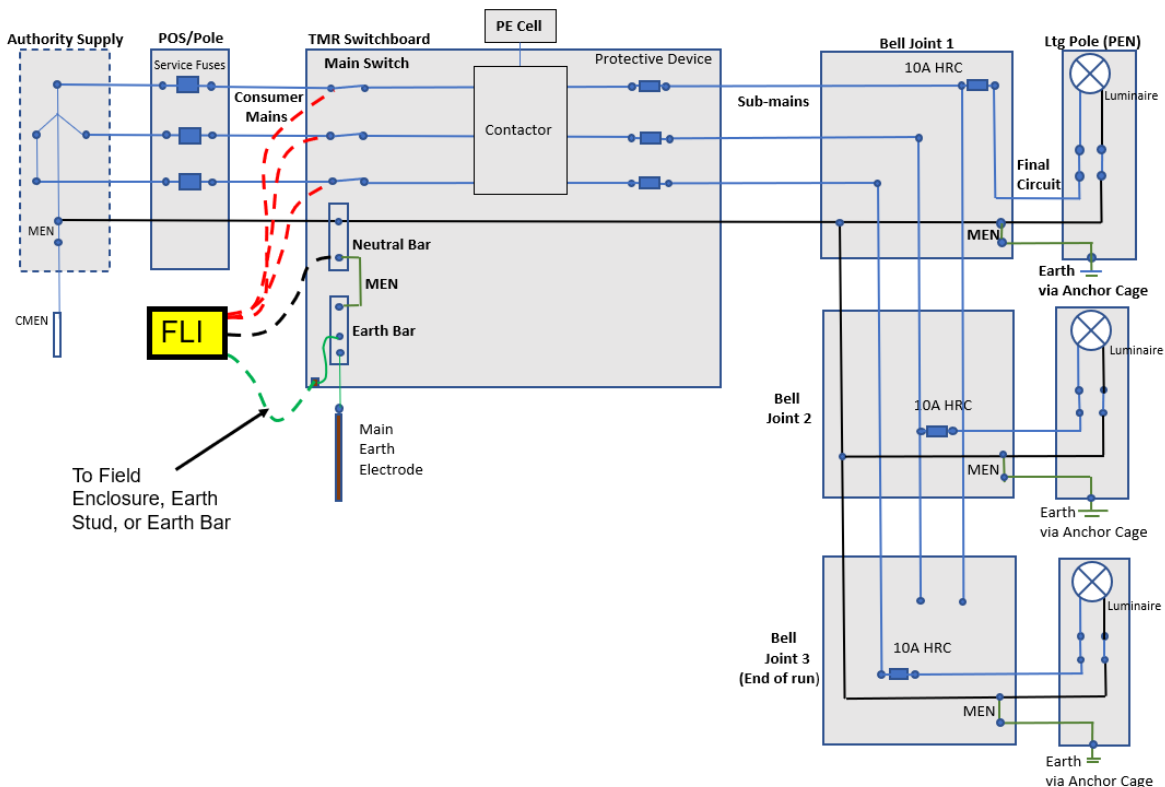 PE Cell
Authority Supply
POS/Pole
TMR Switchboard
Bell Joint 1
Ltg Pole (PEN)
Service Fuses
Main Switch
Protective Device
10A HRC
Luminaire
Consumer
Mains
Sub-mains
Contactor
Final
Circuit
MEN
Neutral Bar
MEN
MEN
Earth
via Anchor Cage
CMEN
FLI
Earth Bar
Luminaire
Bell
Joint 2
10A HRC
Main
Earth
Electrode
To Field
Enclosure, Earth
Stud, or Earth Bar
MEN
Earth
via Anchor Cage
Luminaire
Bell
Joint 3
(End of run)
10A HRC
MEN
Earth
via Anchor Cage